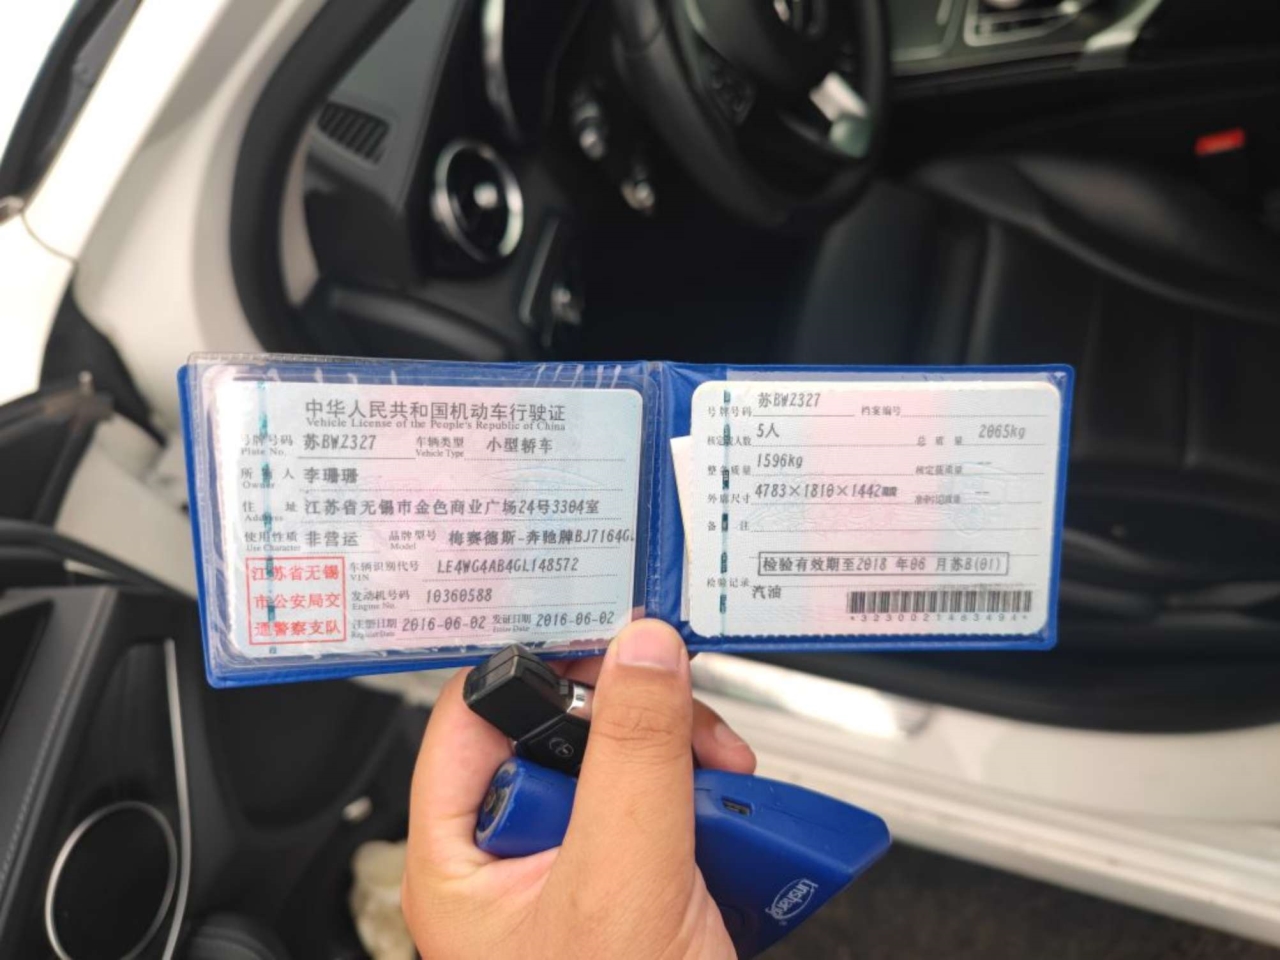 中华人民共和国机动车行驶证
Vehicle License of the People's Republic of China
号牌号码 苏BWZ327 车辆类型 小型轿车
Plate No. Vehicle Type
所有人 李珊珊
Owner
住址 江苏省无锡市金色商业广场24号3304室
Address
使用性质 非营运 品牌型号 梅赛德斯-奔驰牌BJ7164GL
Use Character Model
江苏省无锡
市公安局交
通警察支队
车辆识别代号 LE4WG4AB4GL148572
VIN
发动机号码 10360588
Engine No.
注册日期 2016-06-02 发证日期 2016-06-02
Register Date Issue Date
号牌号码 苏BWZ327 档案编号
核定载人数 5人 总质量 2065kg
整备质量 1596kg 核定载质量 —
外廓尺寸 4783×1810×1442 —
备注
检验有效期至2018 年06 月苏B(01)
检验记录
汽油
*3230021463494*
Linshang